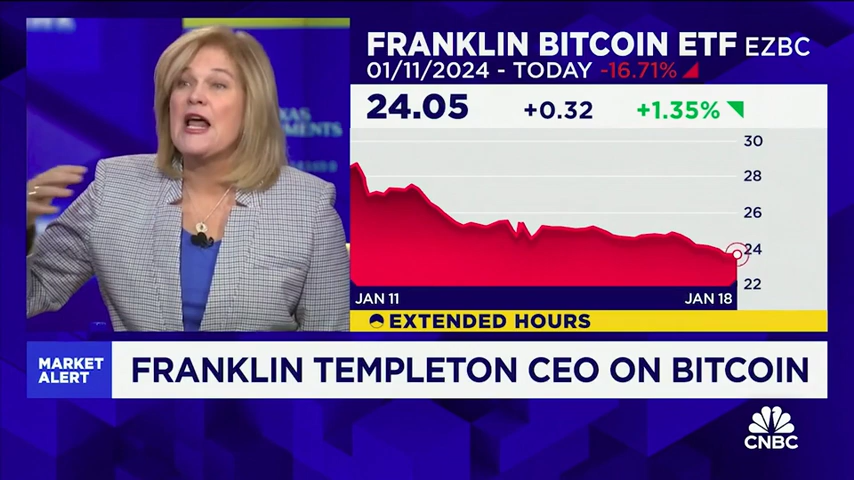 FRANKLIN BITCOIN ETF EZBC
01/11/2024 - TODAY -16.71%
24.05 +0.32 +1.35%
30
28
26
24
22
JAN 11 JAN 18
EXTENDED HOURS
MARKET
ALERT
FRANKLIN TEMPLETON CEO ON BITCOIN
CNBC